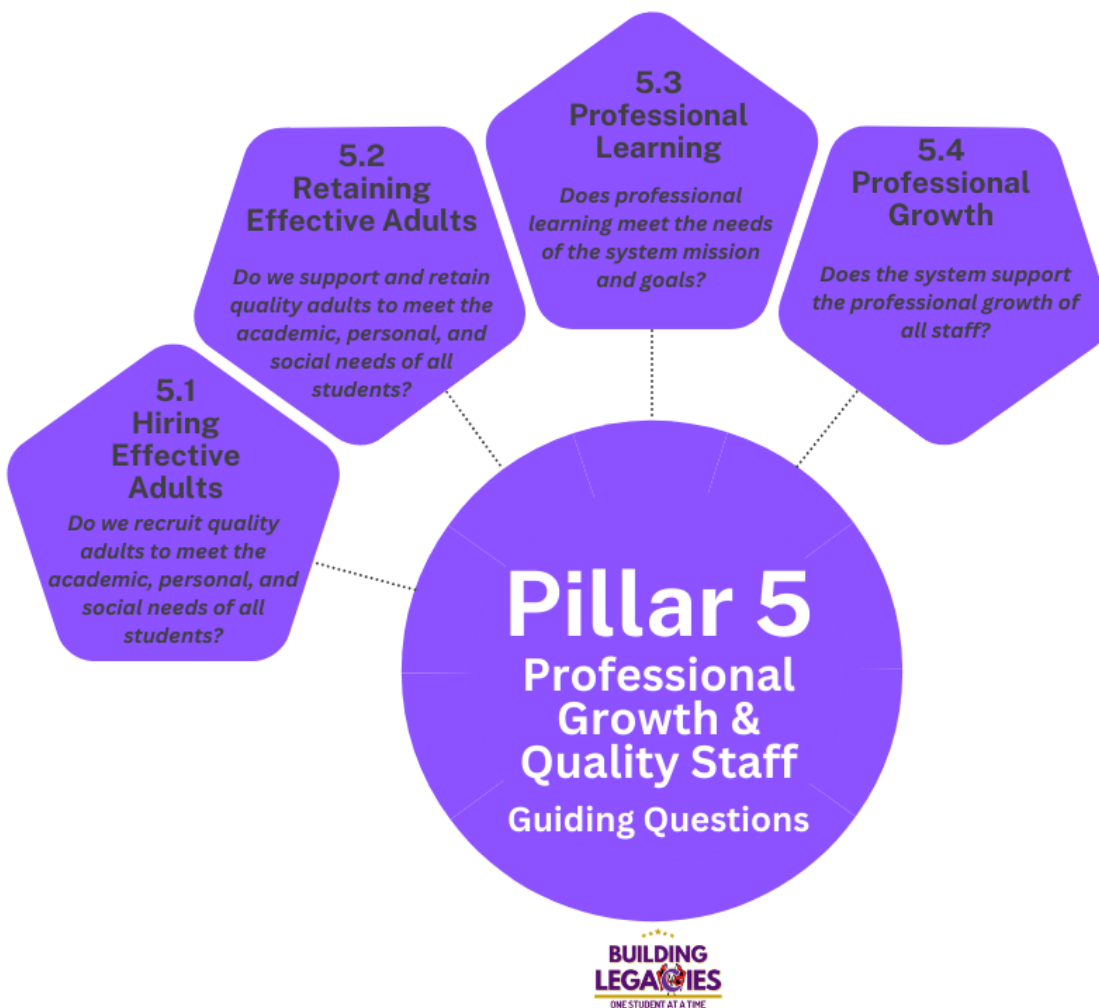 5.1
Hiring
Effective
Adults
Do we recruit quality
adults to meet the
academic, personal, and
social needs of all
students?
5.2
Retaining
Effective Adults
Do we support and retain
quality adults to meet the
academic, personal, and
social needs of all
students?
5.3
Professional
Learning
Does professional
learning meet the needs
of the system mission
and goals?
5.4
Professional
Growth
Does the system support
the professional growth of
all staff?
Pillar 5
Professional
Growth &
Quality Staff
Guiding Questions
BUILDING
LEGACIES
ONE STUDENT AT A TIME